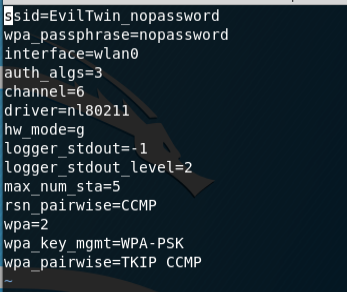 ssid=EvilTwin_nopassword
wpa_passphrase=nopassword
interface=wlan0
auth_algs=3
channel=6
driver=nl80211
hw_mode=g
logger_stdout=-1
logger_stdout_level=2
max_num_sta=5
rsn_pairwise=CCMP
wpa=2
wpa_key_mgmt=WPA-PSK
wpa_pairwise=TKIP CCMP
~